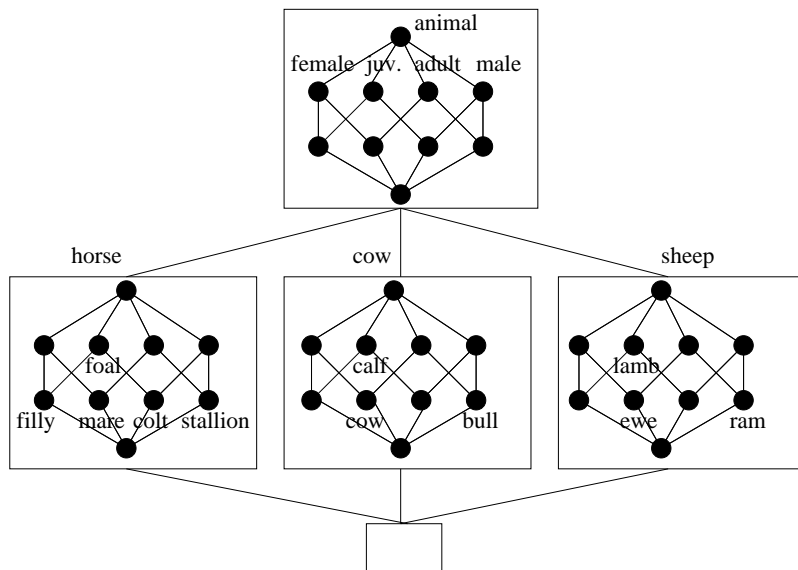 animal
female juv. adult male
horse cow sheep
foal calf lamb
filly mare colt stallion cow bull ewe ram